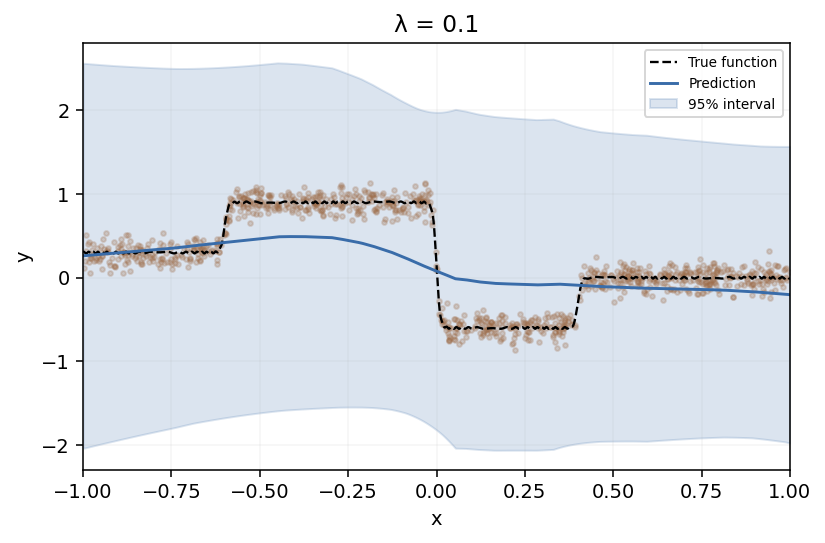 λ = 0.1
True function
Prediction
95% interval
2
1
0
−1
−2
y
−1.00 −0.75 −0.50 −0.25 0.00 0.25 0.50 0.75 1.00
x